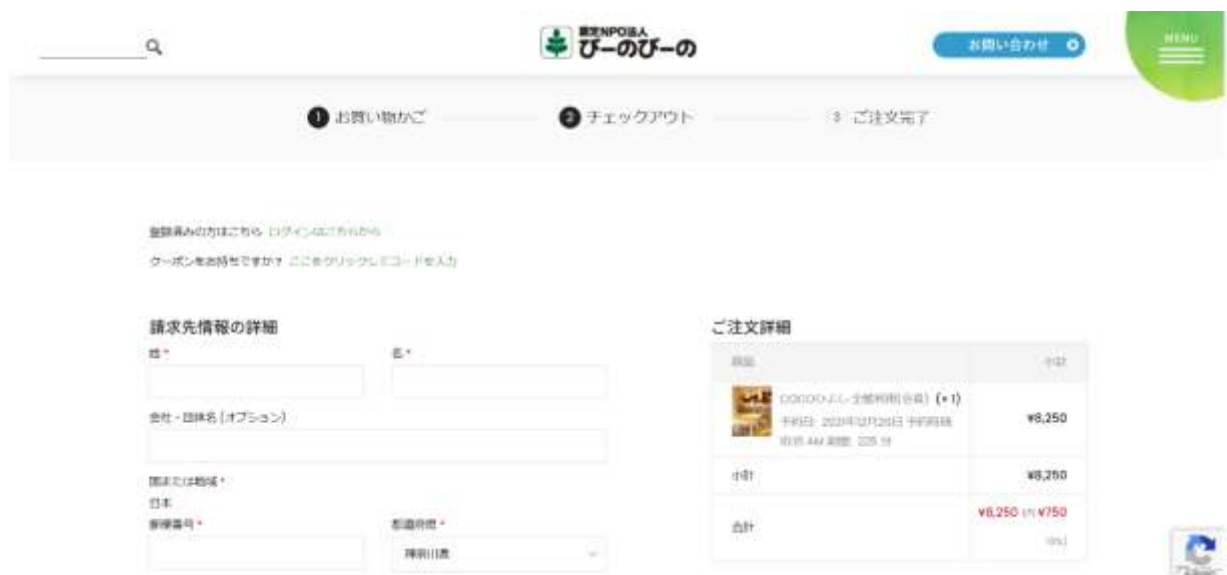 認定NPO法人
びーのびーの
お問い合わせ
MENU
1 お買い物かご
2 チェックアウト
3 ご注文完了
登録済みの方はこちら ログインはこちらから
クーポンをお持ちですか? ここをクリックしてコードを入力
請求先情報の詳細
姓 *
名 *
会社・団体名 (オプション)
国または地域 *
日本
郵便番号 *
都道府県 *
神奈川県
ご注文詳細
商品
小計
(× 1)
¥8,250
小計
¥8,250
合計
¥8,250 ¥750